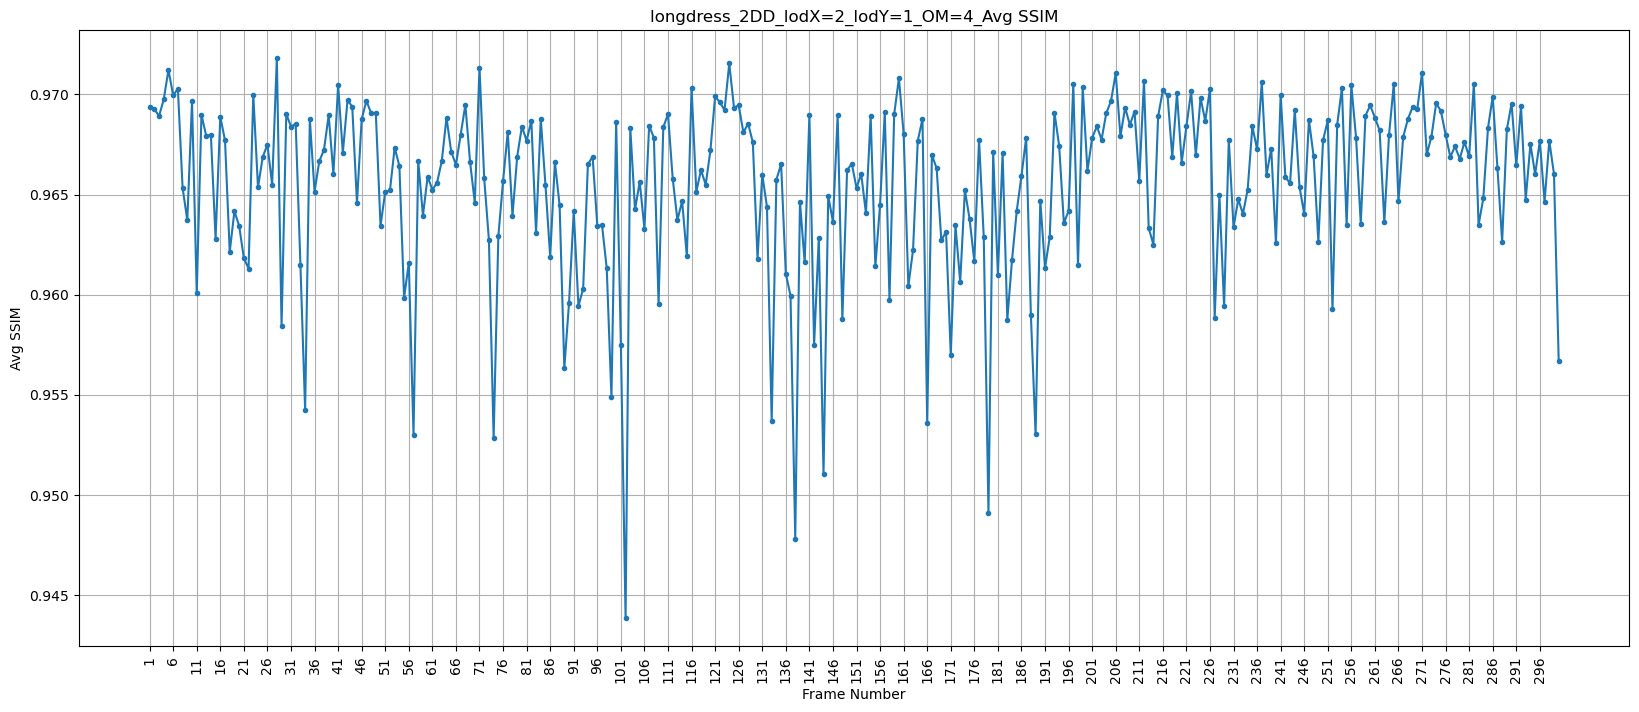 longdress_2DD_lodX=2_lodY=1_OM=4_Avg SSIM
0.970
0.965
0.960
0.955
0.950
0.945
Avg SSIM
1 6 11 16 21 26 31 36 41 46 51 56 61 66 71 76 81 86 91 96 101 106 111 116 121 126 131 136 141 146 151 156 161 166 171 176 181 186 191 196 201 206 211 216 221 226 231 236 241 246 251 256 261 266 271 276 281 286 291 296
Frame Number